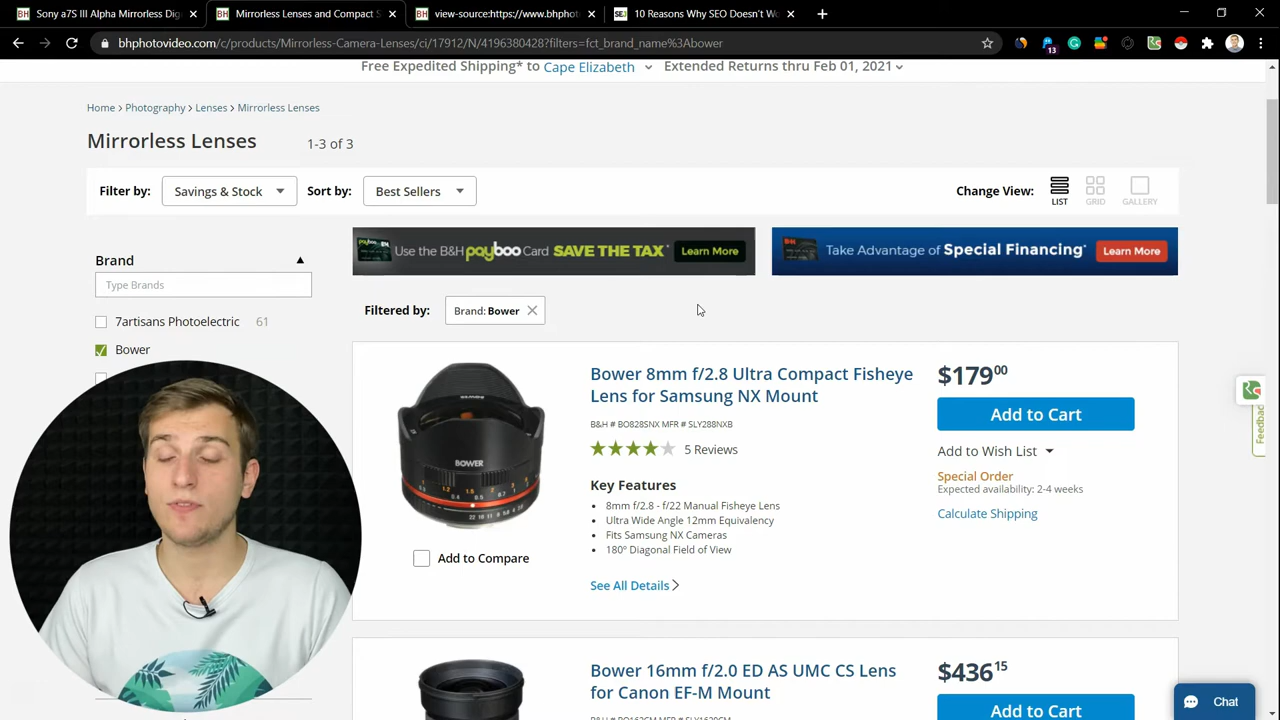 Sony a7S III Alpha Mirrorless Dig
Mirrorless Lenses and Compact S
view-source:https://www.bhphoto
10 Reasons Why SEO Doesn't Wo
bhphotovideo.com/c/products/Mirrorless-Camera-Lenses/ci/17912/N/4196380428?filters=fct_brand_name%3Abower
13
Free Expedited Shipping* to Cape Elizabeth
Extended Returns thru Feb 01, 2021
Home > Photography > Lenses > Mirrorless Lenses
Mirrorless Lenses 1-3 of 3
Filter by: Savings & Stock Sort by: Best Sellers
Change View: LIST GRID GALLERY
Use the B&H payboo Card SAVE THE TAX* Learn More
Take Advantage of Special Financing* Learn More
Brand
Type Brands
7artisans Photoelectric 61
Bower
Filtered by: Brand: Bower
BOWER
Bower 8mm f/2.8 Ultra Compact Fisheye
Lens for Samsung NX Mount
B&H # BO828SNX MFR # SLY288NXB
5 Reviews
Key Features
8mm f/2.8 - f/22 Manual Fisheye Lens
Ultra Wide Angle 12mm Equivalency
Fits Samsung NX Cameras
180º Diagonal Field of View
See All Details
Add to Compare
$179 00
Add to Cart
Add to Wish List
Special Order
Expected availability: 2-4 weeks
Calculate Shipping
Feedbac
Bower 16mm f/2.0 ED AS UMC CS Lens
for Canon EF-M Mount
$436 15
Add to Cart
Chat